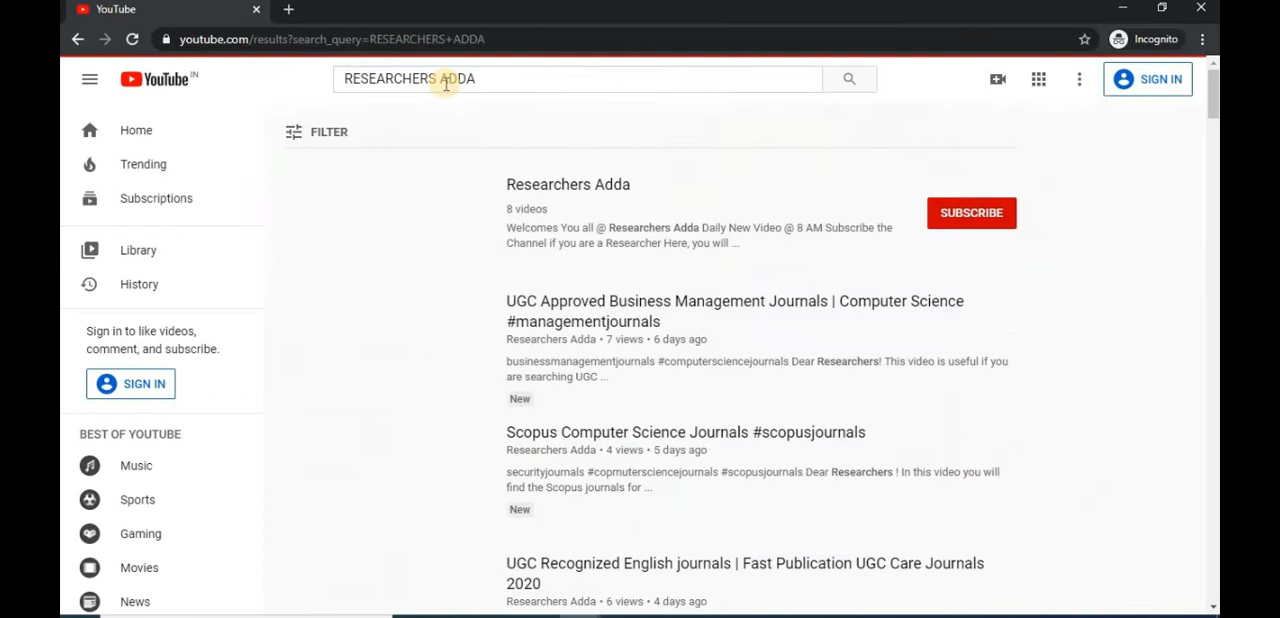 YouTube
youtube.com/results?search_query=RESEARCHERS+ADDA
Incognito
YouTube IN
RESEARCHERS ADDA
SIGN IN
Home
Trending
Subscriptions
Library
History
Sign in to like videos,
comment, and subscribe.
SIGN IN
BEST OF YOUTUBE
Music
Sports
Gaming
Movies
News
FILTER
Researchers Adda
8 videos
Welcomes You all @ Researchers Adda Daily New Video @ 8 AM Subscribe the
Channel if you are a Researcher Here, you will ...
SUBSCRIBE
UGC Approved Business Management Journals | Computer Science
#managementjournals
Researchers Adda • 7 views • 6 days ago
businessmanagementjournals #computersciencejournals Dear Researchers! This video is useful if you
are searching UGC ...
New
Scopus Computer Science Journals #scopusjournals
Researchers Adda • 4 views • 5 days ago
securityjournals #copmutersciencejournals #scopusjournals Dear Researchers ! In this video you will
find the Scopus journals for ...
New
UGC Recognized English journals | Fast Publication UGC Care Journals
2020
Researchers Adda • 6 views • 4 days ago